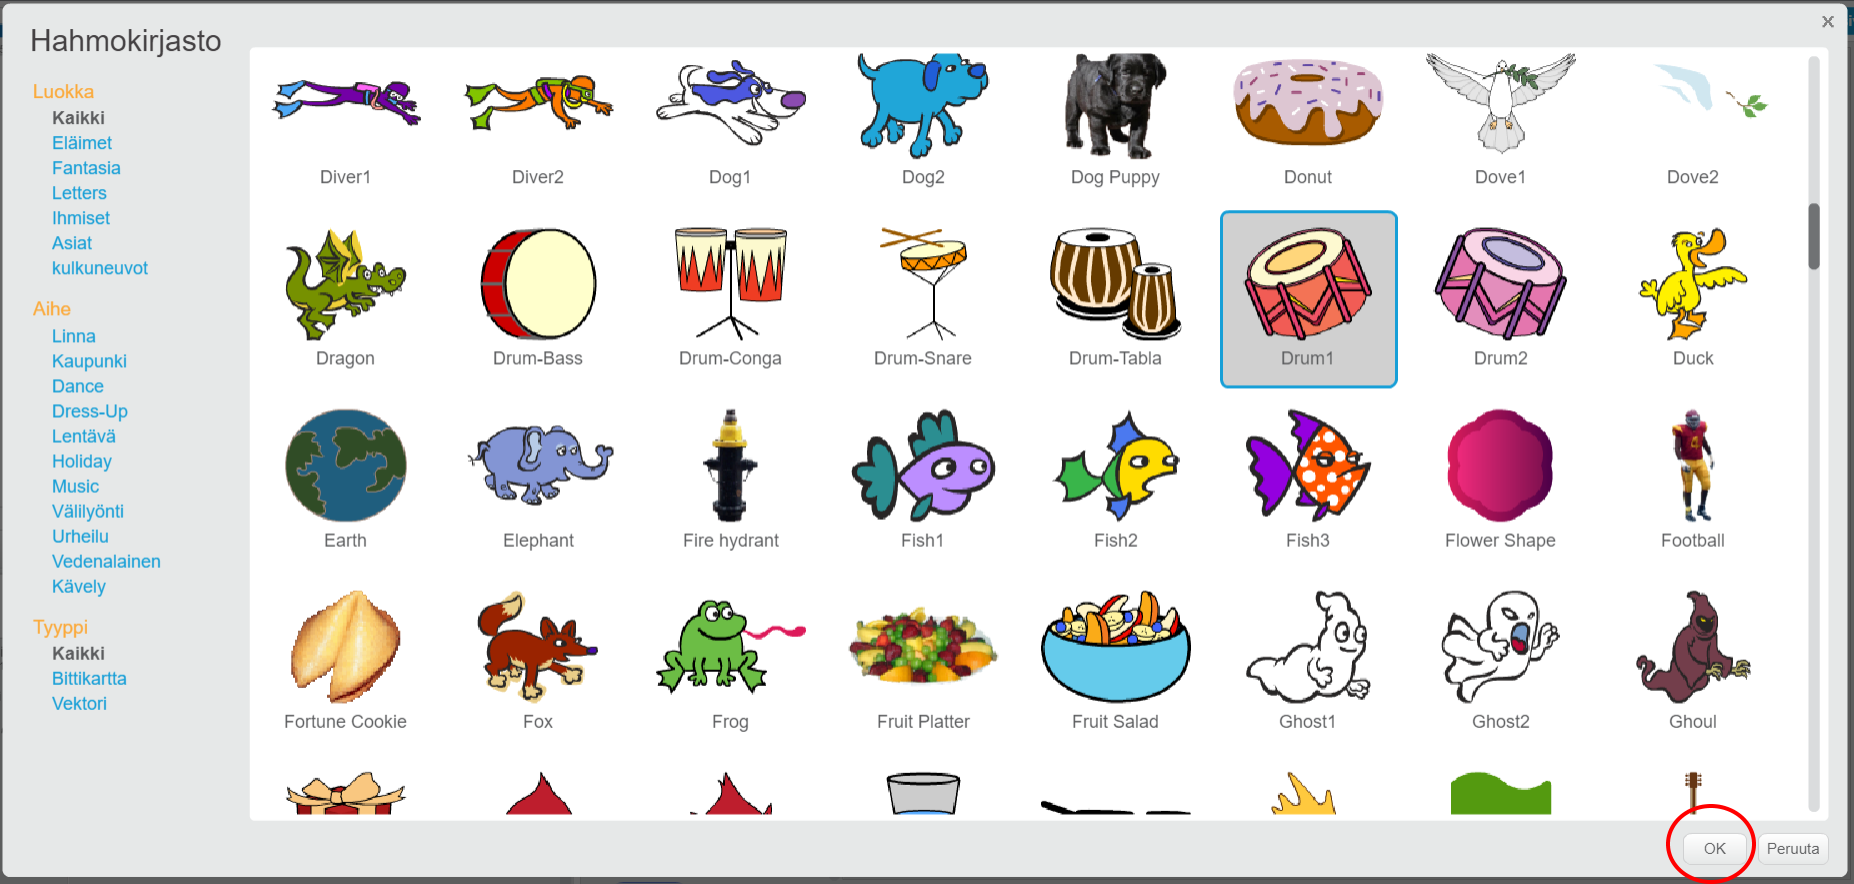 Hahmokirjasto
x
Luokka
Kaikki
Eläimet
Fantasia
Letters
Ihmiset
Asiat
kulkuneuvot
Aihe
Linna
Kaupunki
Dance
Dress-Up
Lentävä
Holiday
Music
Välilyönti
Urheilu
Vedenalainen
Kävely
Tyyppi
Kaikki
Bittikartta
Vektori
Diver1 Diver2 Dog1 Dog2 Dog Puppy Donut Dove1 Dove2
Dragon Drum-Bass Drum-Conga Drum-Snare Drum-Tabla Drum1 Drum2 Duck
Earth Elephant Fire hydrant Fish1 Fish2 Fish3 Flower Shape Football
Fortune Cookie Fox Frog Fruit Platter Fruit Salad Ghost1 Ghost2 Ghoul
OK Peruuta